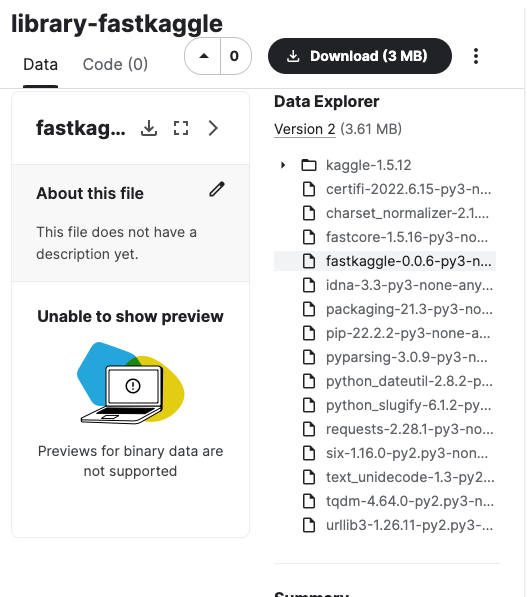 library-fastkaggle
Data
Code (0)
0
Download (3 MB)
fastkag...
About this file
This file does not have a
description yet.
Unable to show preview
Previews for binary data are
not supported
Data Explorer
Version 2 (3.61 MB)
kaggle-1.5.12
certifi-2022.6.15-py3-n...
charset_normalizer-2.1....
fastcore-1.5.16-py3-no...
fastkaggle-0.0.6-py3-n...
idna-3.3-py3-none-any...
packaging-21.3-py3-no...
pip-22.2.2-py3-none-a...
pyparsing-3.0.9-py3-n...
python_dateutil-2.8.2-p...
python_slugify-6.1.2-py...
requests-2.28.1-py3-no...
six-1.16.0-py2.py3-non...
text_unidecode-1.3-py2...
tqdm-4.64.0-py2.py3-n...
urllib3-1.26.11-py2.py3-...
Summary